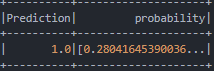 |Prediction| probability|
| 1.0|[0.28041645390036...|